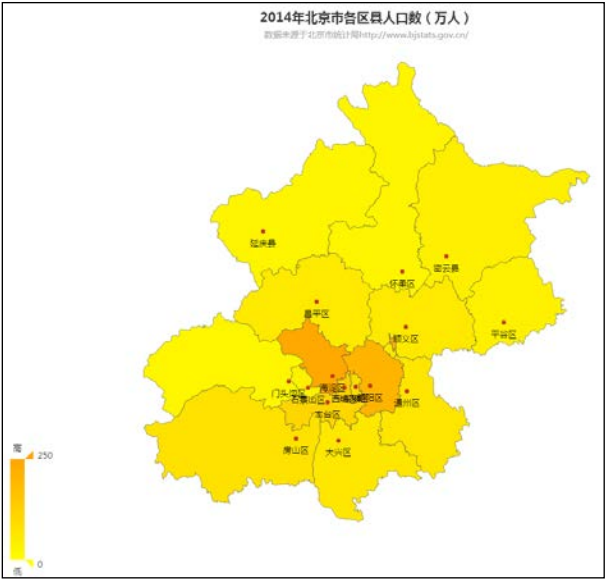 2014年北京市各区县人口数（万人）
数据来源于北京市统计局http://www.bjstats.gov.cn/
延庆县
密云县
怀柔区
昌平区
平谷区
顺义区
海淀区
门头沟区
石景山区
朝阳区
通州区
丰台区
房山区
大兴区
高
250
0
低